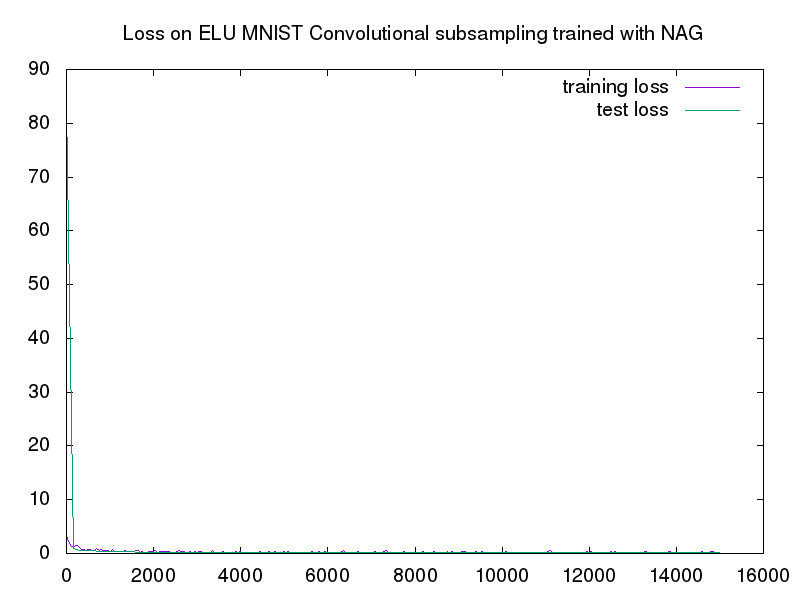 Loss on ELU MNIST Convolutional subsampling trained with NAG
90
training loss
test loss
80
70
60
50
40
30
20
10
0
0 2000 4000 6000 8000 10000 12000 14000 16000